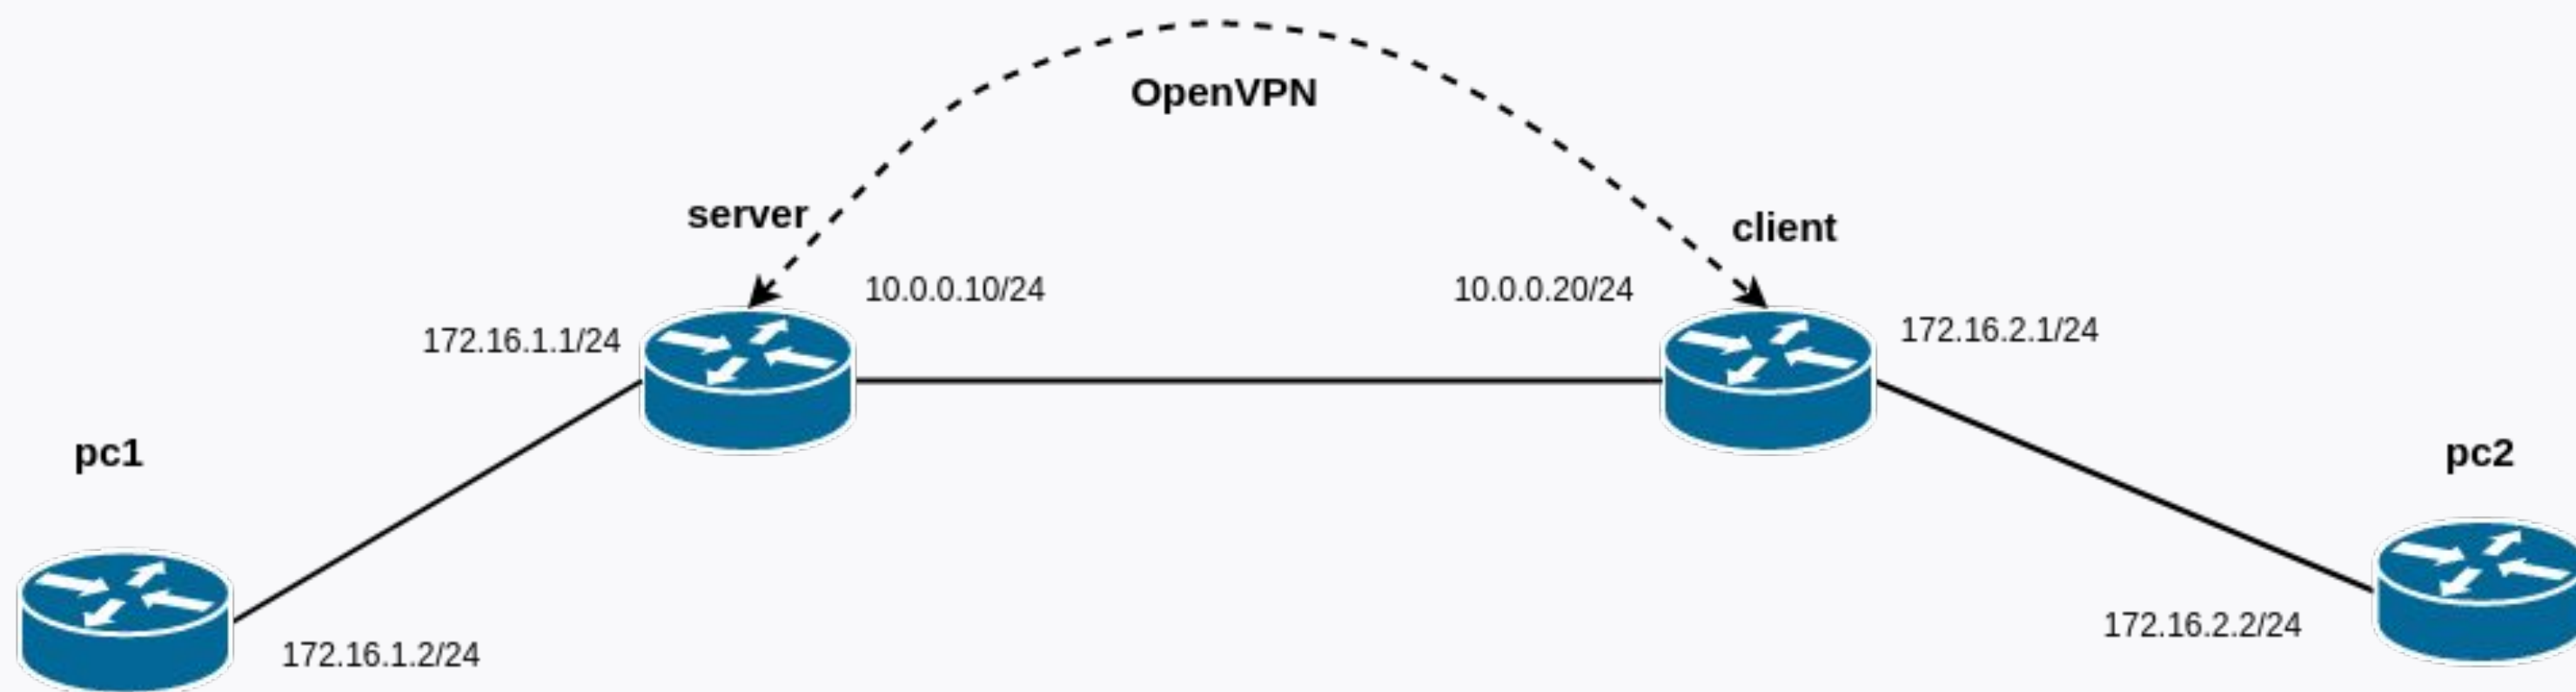 OpenVPN
server
client
10.0.0.10/24
10.0.0.20/24
172.16.1.1/24
172.16.2.1/24
pc1
pc2
172.16.1.2/24
172.16.2.2/24